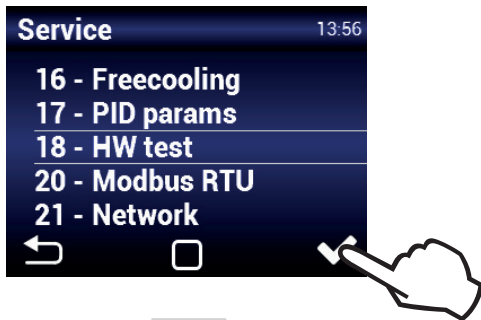 Service 13:56
16 - Freecooling
17 - PID params
18 - HW test
20 - Modbus RTU
21 - Network